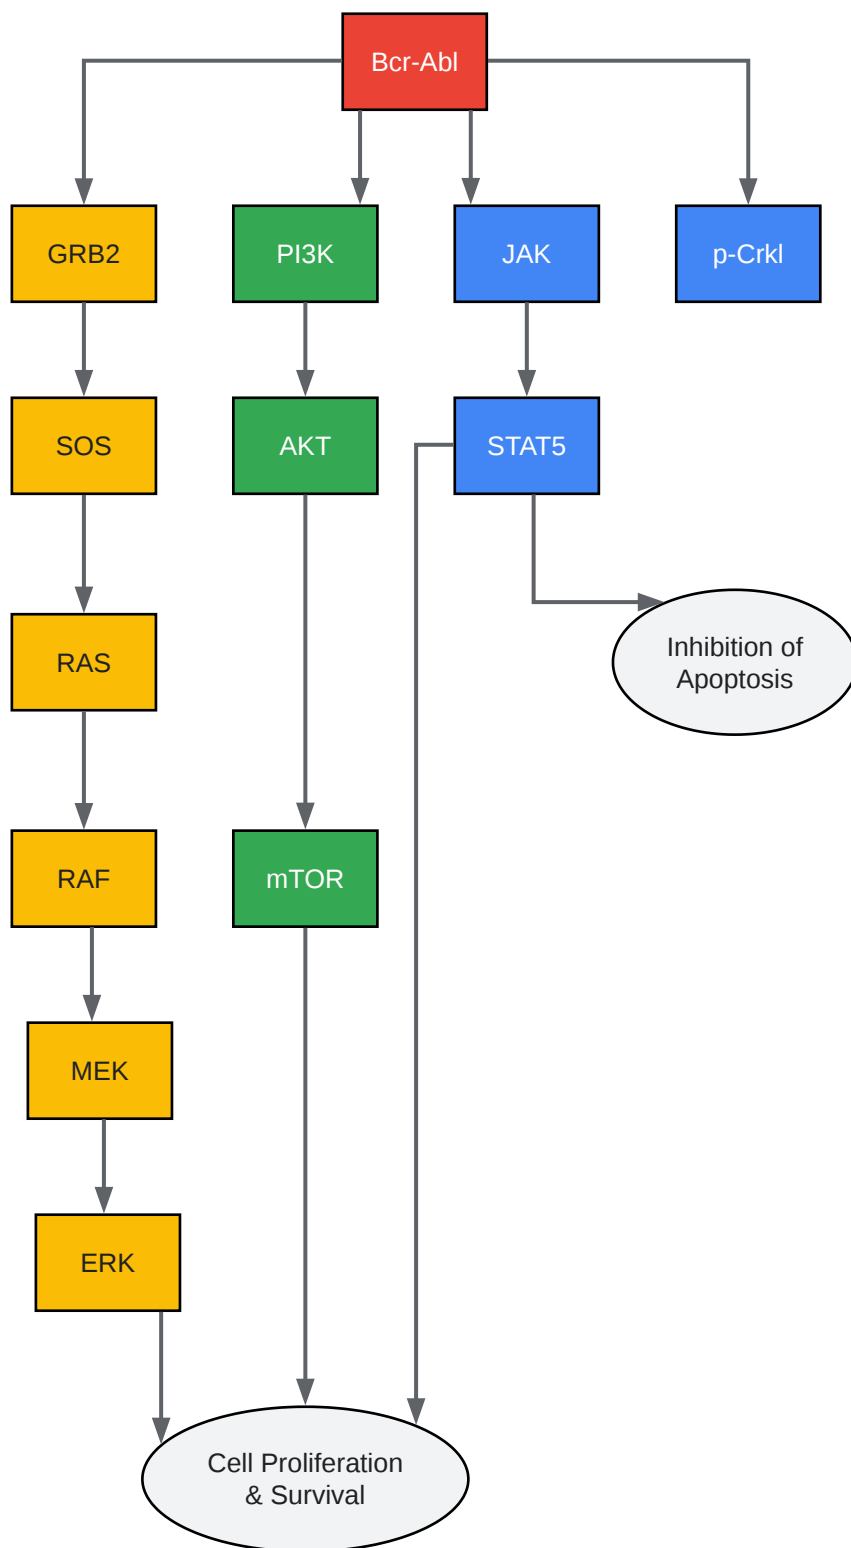 Bcr-Abl
GRB2
PI3K
JAK
p-Crkl
SOS
AKT
STAT5
RAS
Inhibition of
Apoptosis
RAF
mTOR
MEK
ERK
Cell Proliferation
& Survival